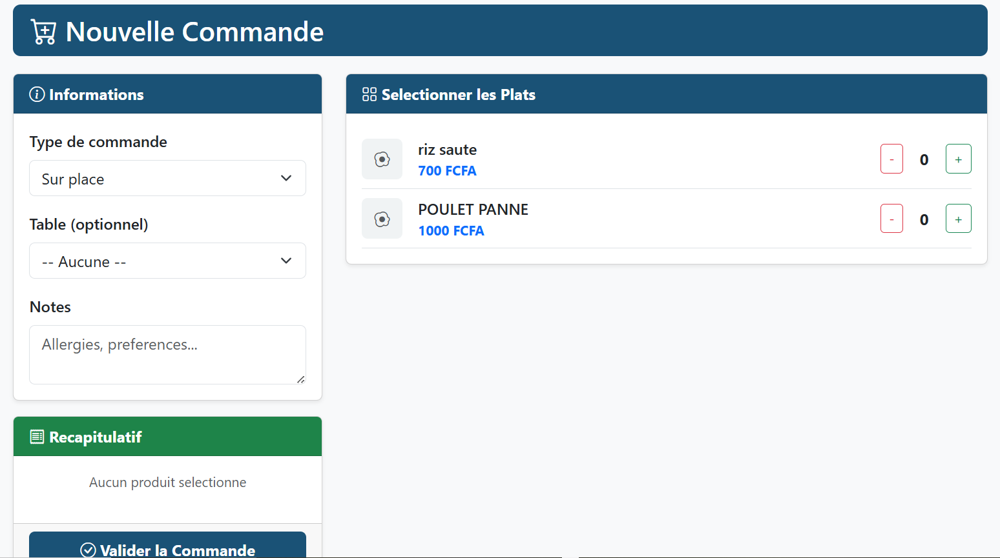 Nouvelle Commande
Informations
Type de commande
Sur place
Table (optionnel)
-- Aucune --
Notes
Allergies, preferences...
Recapitulatif
Aucun produit selectionne
Valider la Commande
Selectionner les Plats
riz saute
700 FCFA
- 0 +
POULET PANNE
1000 FCFA
- 0 +